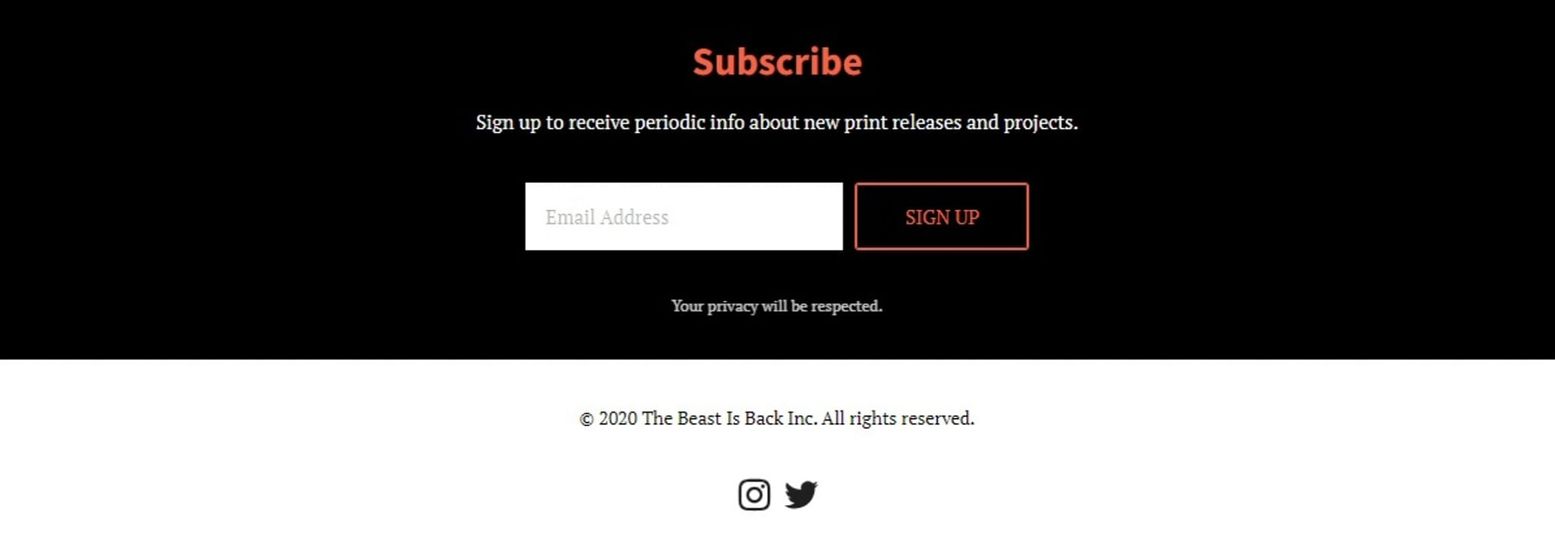 Subscribe
Sign up to receive periodic info about new print releases and projects.
Email Address
SIGN UP
Your privacy will be respected.
© 2020 The Beast Is Back Inc. All rights reserved.